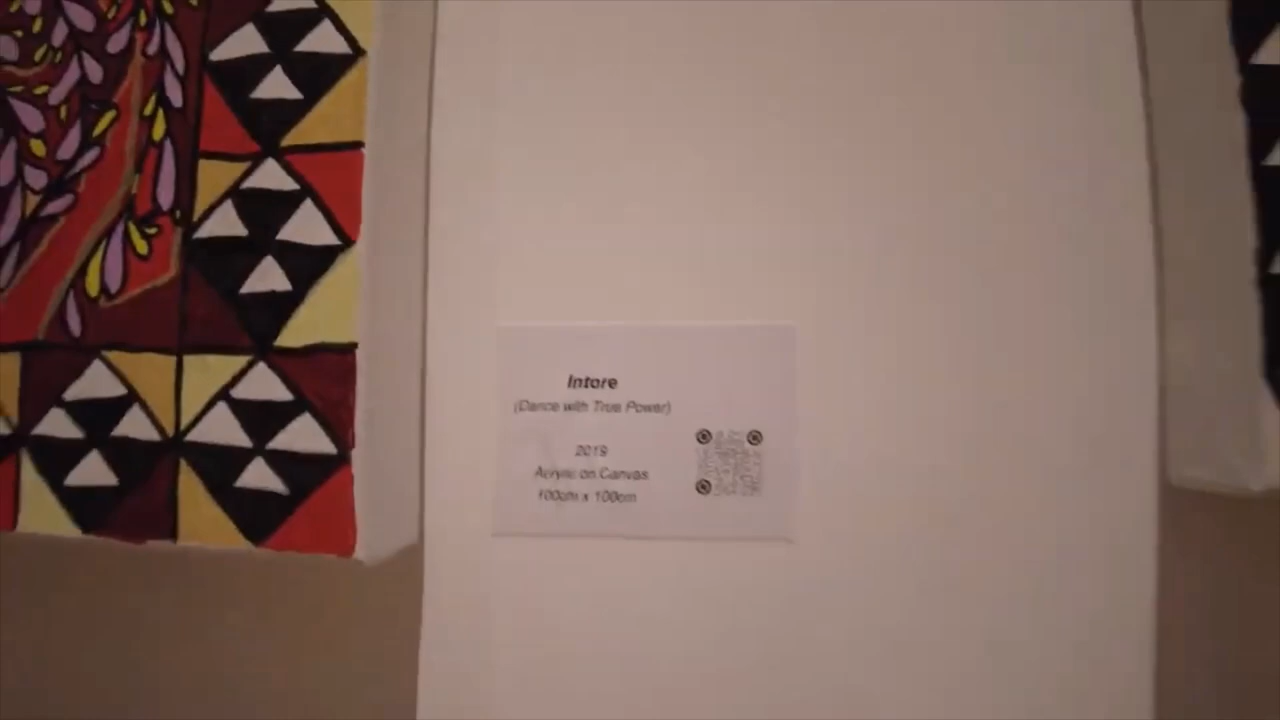 Intore
(Dance with True Power)
2019
Acrylic on Canvas
100cm x 100cm